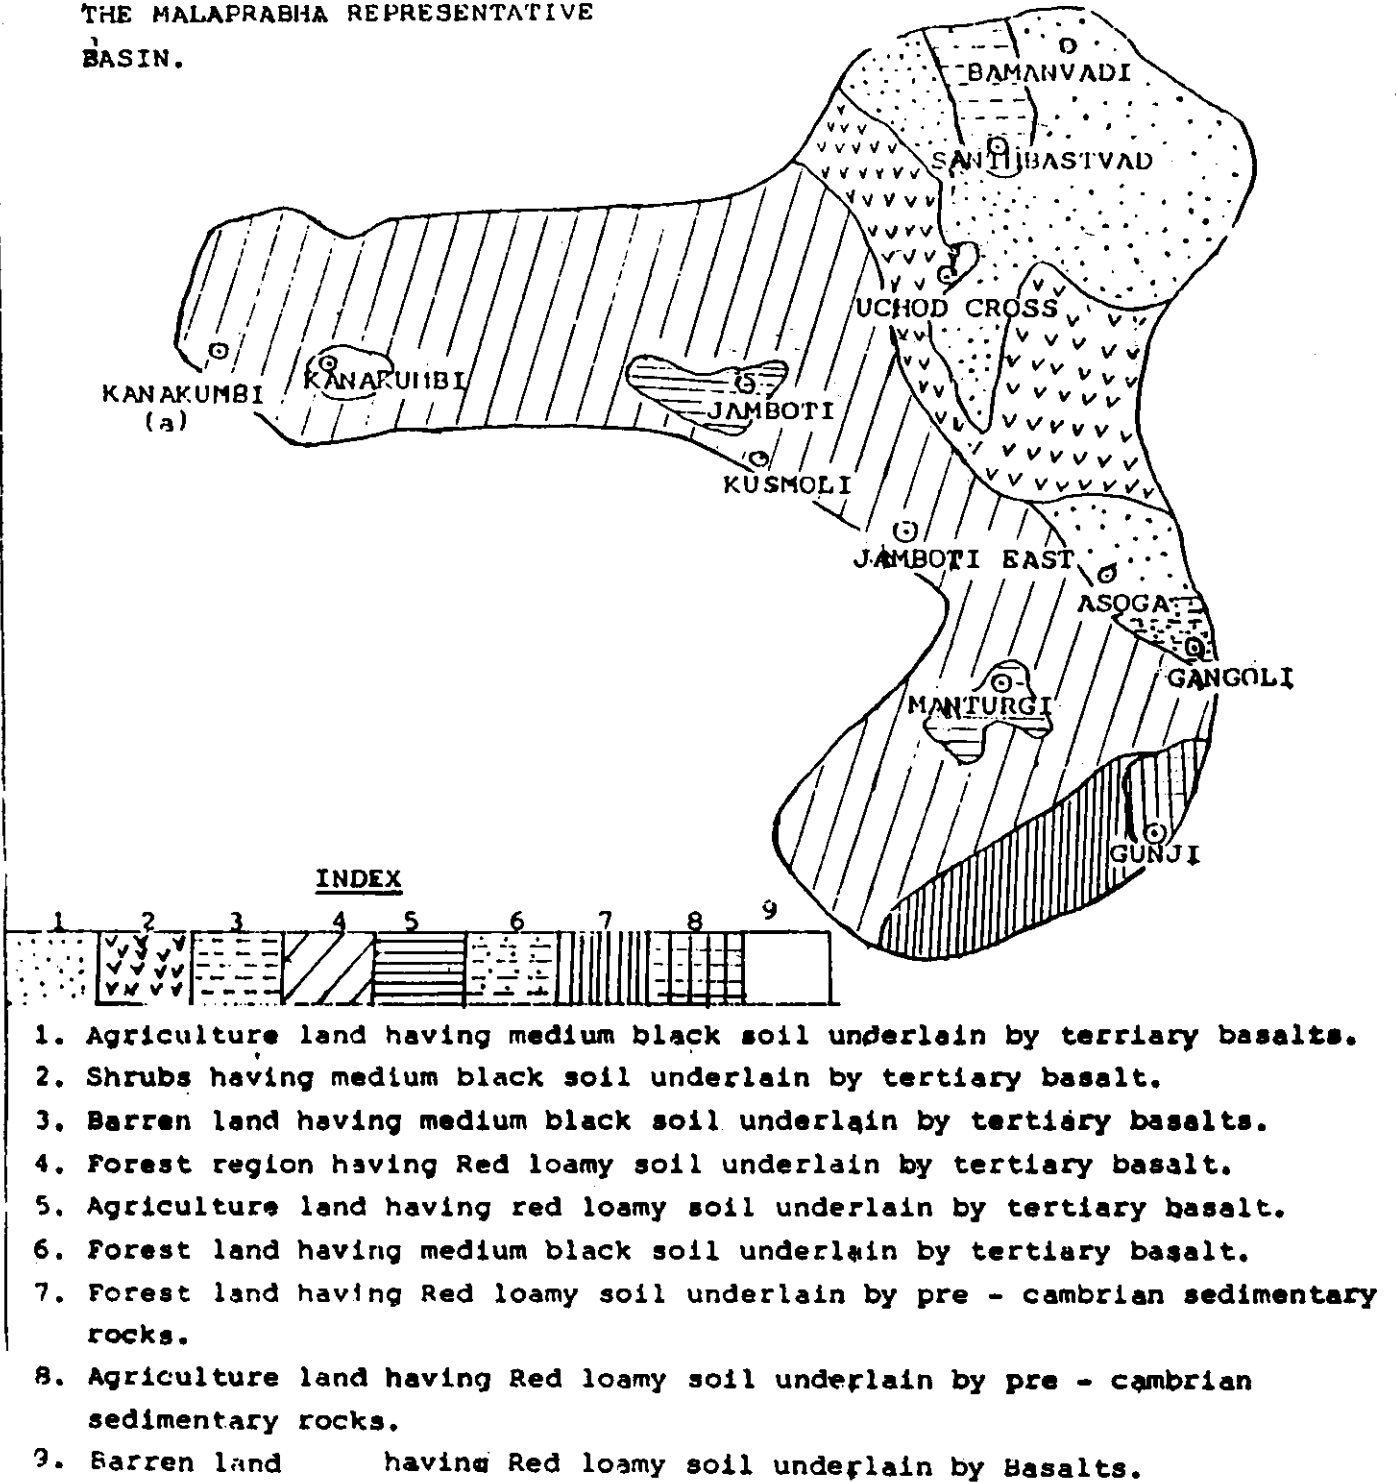 THE MALAPRABHA REPRESENTATIVE
BASIN.
BAMANVADI
SANTIBASTVAD
UCHOD CROSS
KANAKUMBI
(a)
KANAKUMBI
JAMBOTI
KUSMOLI
JAMBOTI EAST
ASOGA
GANGOLI
MANTURGI
GUNJI
INDEX
1 2 3 4 5 6 7 8 9
1. Agriculture land having medium black soil underlain by terriary basalts.
2. Shrubs having medium black soil underlain by tertiary basalt.
3. Barren land having medium black soil underlain by tertiary basalts.
4. Forest region having Red loamy soil underlain by tertiary basalt.
5. Agriculture land having red loamy soil underlain by tertiary basalt.
6. Forest land having medium black soil underlain by tertiary basalt.
7. Forest land having Red loamy soil underlain by pre - cambrian sedimentary
rocks.
8. Agriculture land having Red loamy soil underlain by pre - cambrian
sedimentary rocks.
9. Barren land having Red loamy soil underlain by Basalts.